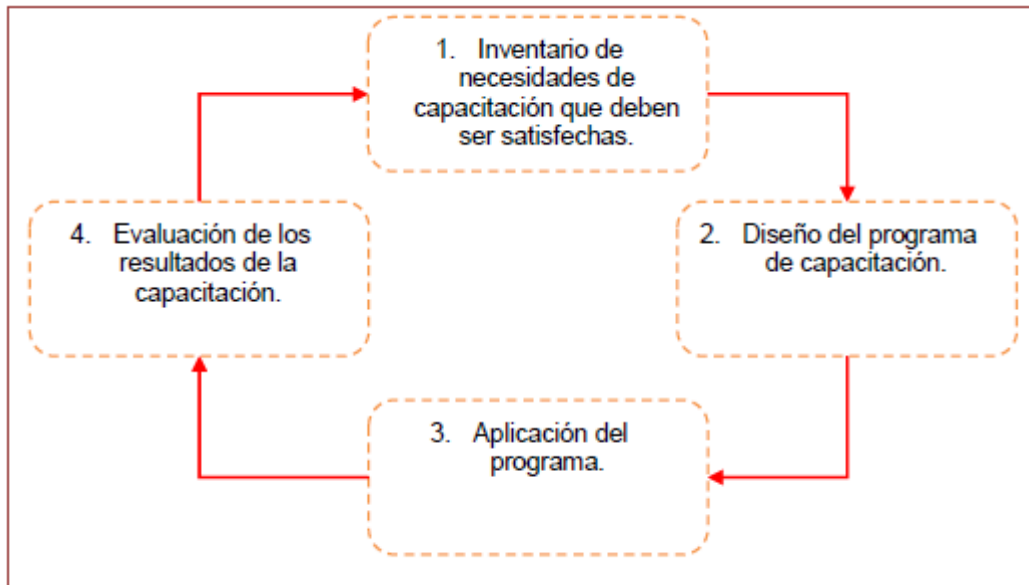 1. Inventario de
necesidades de
capacitación que deben
ser satisfechas.
2. Diseño del programa
de capacitación.
3. Aplicación del
programa.
4. Evaluación de los
resultados de la
capacitación.